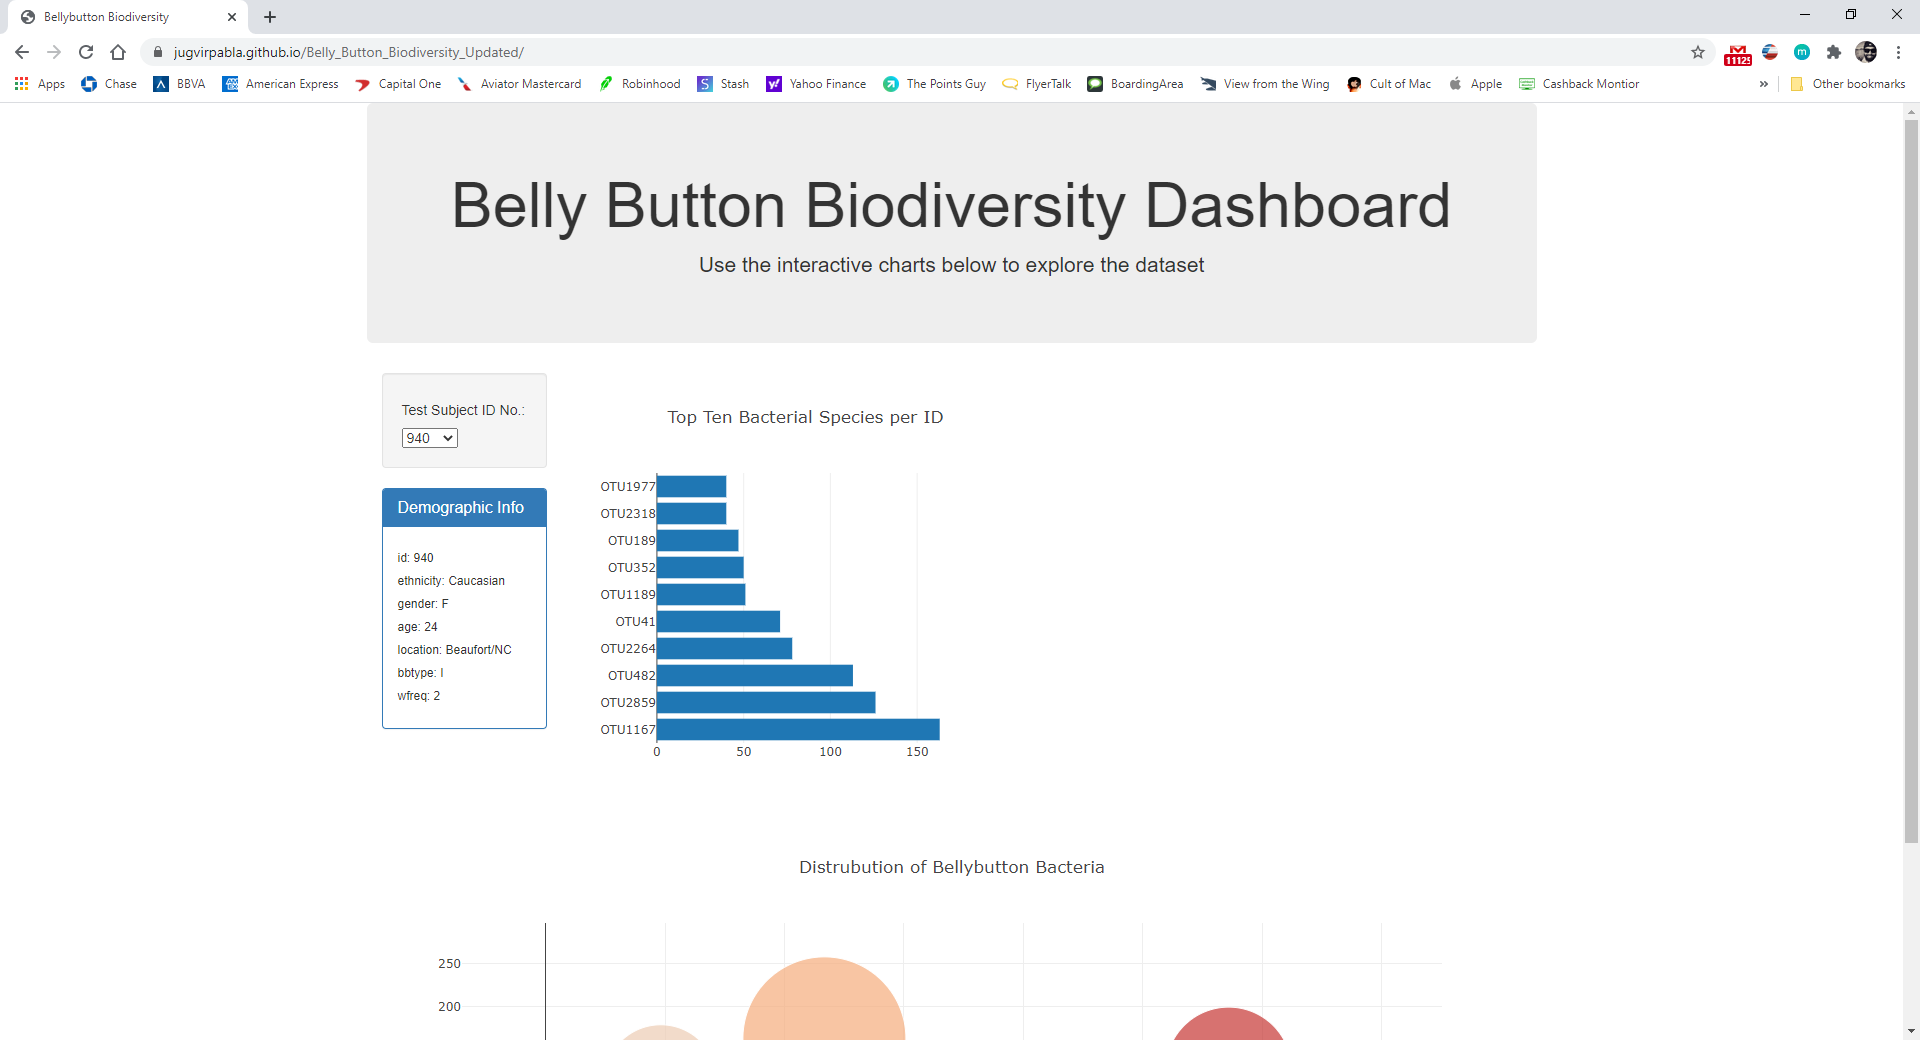 Bellybutton Biodiversity
jugvirpabla.github.io/Belly_Button_Biodiversity_Updated/
11125
m
Apps Chase BBVA American Express Capital One Aviator Mastercard Robinhood S Stash y! Yahoo Finance The Points Guy FlyerTalk BoardingArea View from the Wing Cult of Mac Apple Cashback Montior » Other bookmarks
Belly Button Biodiversity Dashboard
Use the interactive charts below to explore the dataset
Test Subject ID No.:
940
Demographic Info
id: 940
ethnicity: Caucasian
gender: F
age: 24
location: Beaufort/NC
bbtype: I
wfreq: 2
Top Ten Bacterial Species per ID
OTU1977
OTU2318
OTU189
OTU352
OTU1189
OTU41
OTU2264
OTU482
OTU2859
OTU1167
0 50 100 150
Distrubution of Bellybutton Bacteria
250
200